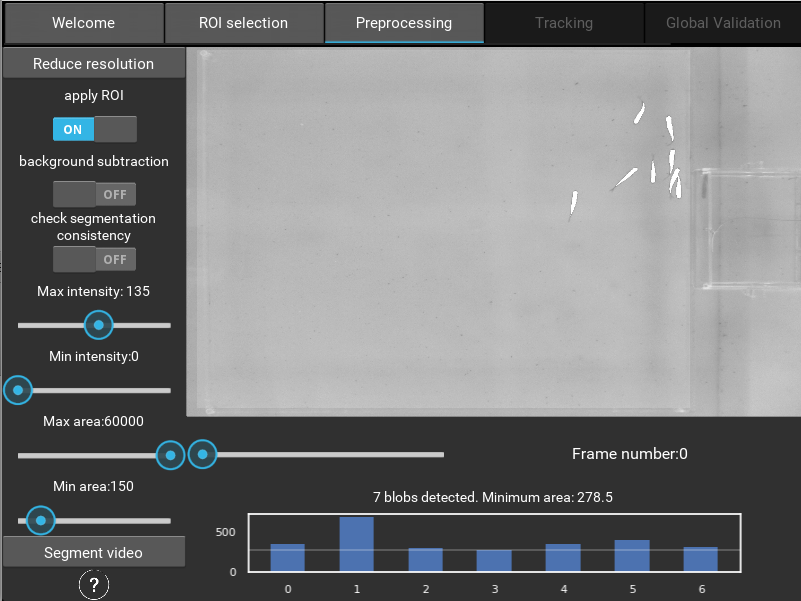 Welcome
ROI selection
Preprocessing
Tracking
Global Validation
Reduce resolution
apply ROI
ON
background subtraction
OFF
check segmentation
consistency
OFF
Max intensity: 135
Min intensity:0
Max area:60000
Frame number:0
Min area:150
7 blobs detected. Minimum area: 278.5
500
0
0 1 2 3 4 5 6
Segment video
?